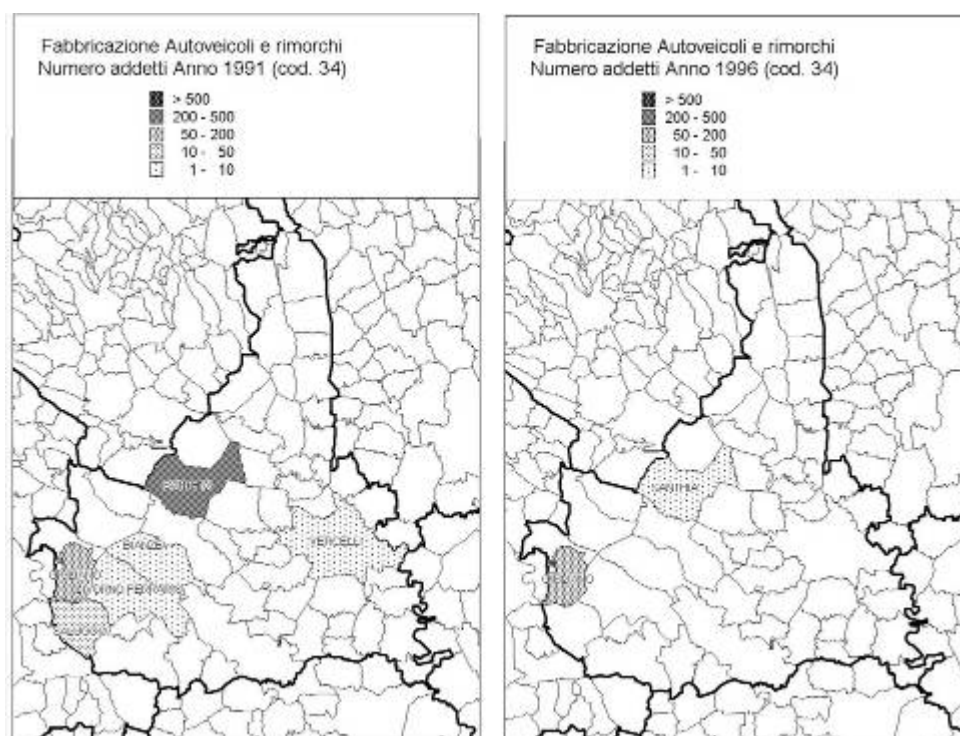 Fabbricazione Autoveicoli e rimorchi
Numero addetti Anno 1991 (cod. 34)
> 500
200 - 500
50 - 200
10 - 50
1 - 10
VERCELLI
Fabbricazione Autoveicoli e rimorchi
Numero addetti Anno 1996 (cod. 34)
> 500
200 - 500
50 - 200
10 - 50
1 - 10
SANTHIA'